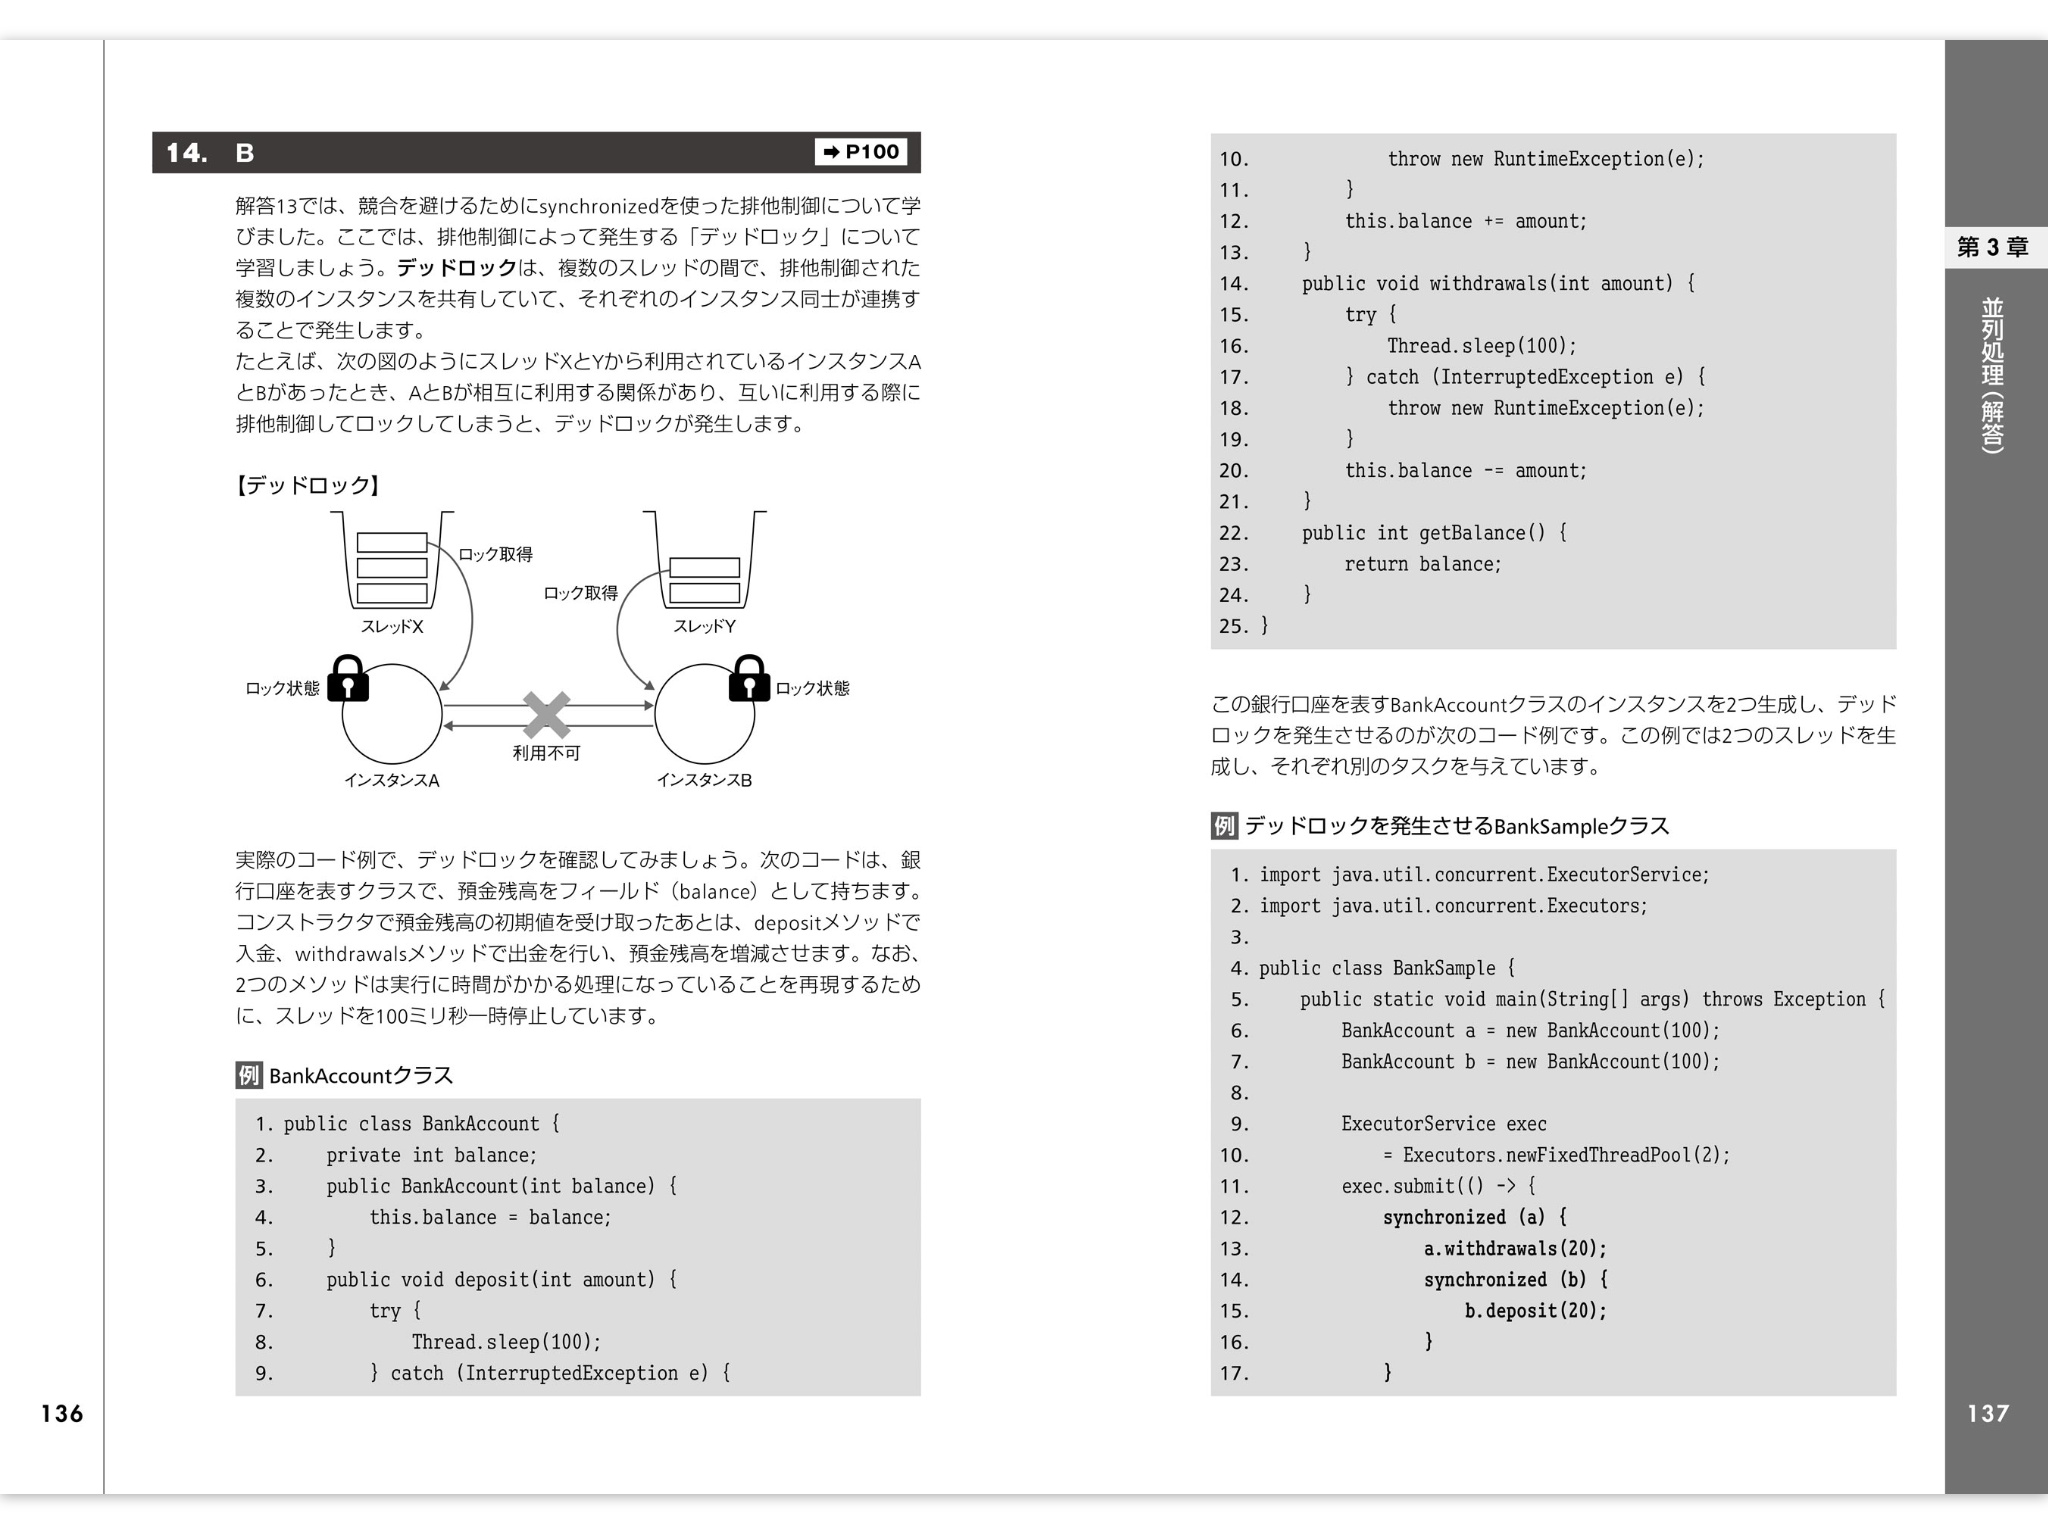 14. B ➡ P100
解答13では、競合を避けるためにsynchronizedを使った排他制御について学
びました。ここでは、排他制御によって発生する「デッドロック」について
学習しましょう。デッドロックは、複数のスレッドの間で、排他制御された
複数のインスタンスを共有していて、それぞれのインスタンス同士が連携す
ることで発生します。
たとえば、次の図のようにスレッドXとYから利用されているインスタンスA
とBがあったとき、AとBが相互に利用する関係があり、互いに利用する際に
排他制御してロックしてしまうと、デッドロックが発生します。
【デッドロック】
ロック取得
ロック取得
スレッドX
スレッドY
ロック状態
ロック状態
利用不可
インスタンスA
インスタンスB
実際のコード例で、デッドロックを確認してみましょう。次のコードは、銀
行口座を表すクラスで、預金残高をフィールド（balance）として持ちます。
コンストラクタで預金残高の初期値を受け取ったあとは、depositメソッドで
入金、withdrawalsメソッドで出金を行い、預金残高を増減させます。なお、
2つのメソッドは実行に時間がかかる処理になっていることを再現するため
に、スレッドを100ミリ秒一時停止しています。
例 BankAccountクラス
1. public class BankAccount {
2.     private int balance;
3.     public BankAccount(int balance) {
4.         this.balance = balance;
5.     }
6.     public void deposit(int amount) {
7.         try {
8.             Thread.sleep(100);
9.         } catch (InterruptedException e) {
136
10.             throw new RuntimeException(e);
11.         }
12.         this.balance += amount;
13.     }
14.     public void withdrawals(int amount) {
15.         try {
16.             Thread.sleep(100);
17.         } catch (InterruptedException e) {
18.             throw new RuntimeException(e);
19.         }
20.         this.balance -= amount;
21.     }
22.     public int getBalance() {
23.         return balance;
24.     }
25. }
この銀行口座を表すBankAccountクラスのインスタンスを2つ生成し、デッド
ロックを発生させるのが次のコード例です。この例では2つのスレッドを生
成し、それぞれ別のタスクを与えています。
例 デッドロックを発生させるBankSampleクラス
1. import java.util.concurrent.ExecutorService;
2. import java.util.concurrent.Executors;
3.
4. public class BankSample {
5.     public static void main(String[] args) throws Exception {
6.         BankAccount a = new BankAccount(100);
7.         BankAccount b = new BankAccount(100);
8.
9.         ExecutorService exec
10.             = Executors.newFixedThreadPool(2);
11.         exec.submit(() -> {
12.             synchronized (a) {
13.                 a.withdrawals(20);
14.                 synchronized (b) {
15.                     b.deposit(20);
16.                 }
17.             }
第3章
並列処理（解答）
137